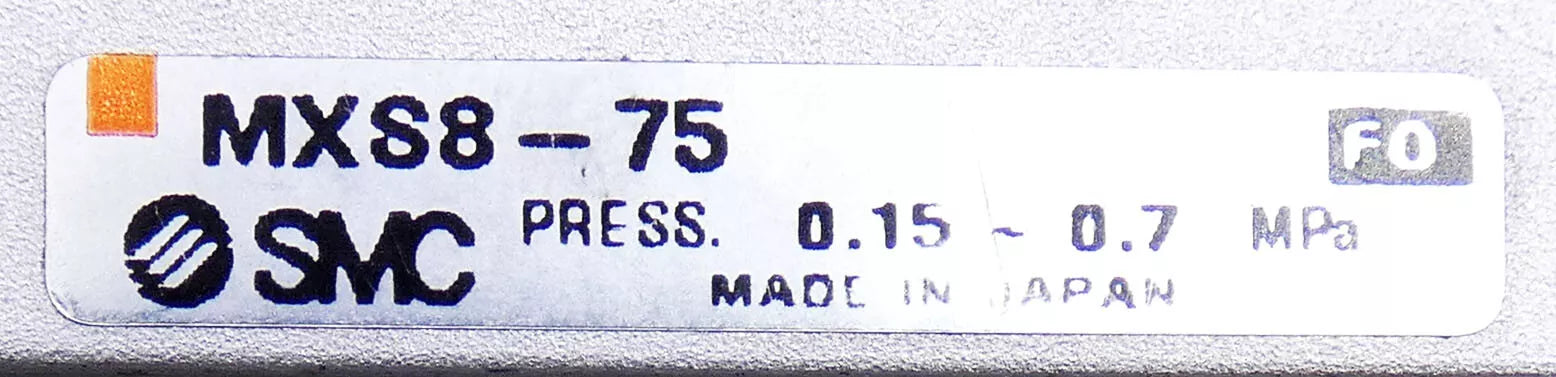 MXS8-75
FO
SMC PRESS. 0.15 ~ 0.7 MPa
MADE IN JAPAN